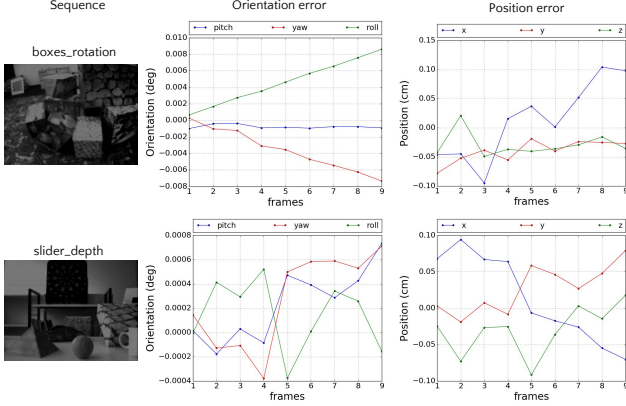 Sequence
Orientation error
Position error
boxes_rotation
pitch yaw roll
0.010
0.008
0.006
0.004
0.002
0.000
−0.002
−0.004
−0.006
−0.008
Orientation (deg)
1 2 3 4 5 6 7 8 9
frames
x y z
0.15
0.10
0.05
0.00
−0.05
−0.10
Position (cm)
1 2 3 4 5 6 7 8 9
frames
slider_depth
pitch yaw roll
0.0008
0.0006
0.0004
0.0002
0.0000
−0.0002
−0.0004
Orientation (deg)
1 2 3 4 5 6 7 8 9
frames
x y z
0.10
0.05
0.00
−0.05
−0.10
Position (cm)
1 2 3 4 5 6 7 8 9
frames